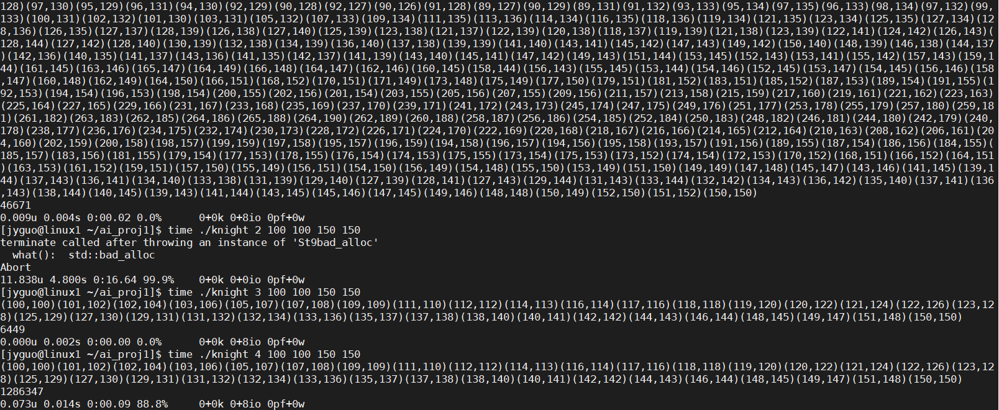 128)(97,130)(95,129)(96,131)(94,130)(92,129)(90,128)(92,127)(90,126)(91,128)(89,127)(90,129)(89,131)(91,132)(93,133)(95,134)(97,135)(96,133)(98,134)(97,132)(99,
133)(100,131)(102,132)(101,130)(103,131)(105,132)(107,133)(109,134)(111,135)(113,136)(114,134)(116,135)(118,136)(119,134)(121,135)(123,134)(125,135)(127,134)(12
8,136)(126,135)(127,137)(128,139)(126,138)(127,140)(125,139)(123,138)(121,137)(122,139)(120,138)(118,137)(119,139)(121,138)(123,139)(122,141)(124,142)(126,143)(
128,144)(127,142)(128,140)(130,139)(132,138)(134,139)(136,140)(137,138)(139,139)(141,140)(143,141)(145,142)(147,143)(149,142)(150,140)(148,139)(146,138)(144,137
)(142,136)(140,135)(141,137)(143,136)(141,135)(142,137)(141,139)(143,140)(145,141)(147,142)(149,143)(151,144)(153,145)(152,143)(153,141)(155,142)(157,143)(159,1
44)(161,145)(163,146)(165,147)(164,149)(166,148)(164,147)(162,146)(160,145)(158,144)(156,143)(155,145)(153,144)(154,146)(152,145)(153,147)(154,145)(156,146)(158
,147)(160,148)(162,149)(164,150)(166,151)(168,152)(170,151)(171,149)(173,148)(175,149)(177,150)(179,151)(181,152)(183,151)(185,152)(187,153)(189,154)(191,155)(1
92,153)(194,154)(196,153)(198,154)(200,155)(202,156)(201,154)(203,155)(205,156)(207,155)(209,156)(211,157)(213,158)(215,159)(217,160)(219,161)(221,162)(223,163)
(225,164)(227,165)(229,166)(231,167)(233,168)(235,169)(237,170)(239,171)(241,172)(243,173)(245,174)(247,175)(249,176)(251,177)(253,178)(255,179)(257,180)(259,18
1)(261,182)(263,183)(262,185)(264,186)(265,188)(264,190)(262,189)(260,188)(258,187)(256,186)(254,185)(252,184)(250,183)(248,182)(246,181)(244,180)(242,179)(240,
178)(238,177)(236,176)(234,175)(232,174)(230,173)(228,172)(226,171)(224,170)(222,169)(220,168)(218,167)(216,166)(214,165)(212,164)(210,163)(208,162)(206,161)(20
4,160)(202,159)(200,158)(198,157)(199,159)(197,158)(195,157)(196,159)(194,158)(196,157)(194,156)(195,158)(193,157)(191,156)(189,155)(187,154)(186,156)(184,155)(
185,157)(183,156)(181,155)(179,154)(177,153)(178,155)(176,154)(174,153)(175,155)(173,154)(175,153)(173,152)(174,154)(172,153)(170,152)(168,151)(166,152)(164,151
)(163,153)(161,152)(159,151)(157,150)(155,149)(156,151)(154,150)(156,149)(154,148)(155,150)(153,149)(151,150)(149,149)(147,148)(145,147)(143,146)(141,145)(139,1
44)(137,143)(136,141)(134,140)(133,138)(131,139)(129,140)(127,139)(128,141)(127,143)(129,144)(131,143)(133,144)(132,142)(134,143)(136,142)(135,140)(137,141)(136
,143)(138,144)(140,145)(139,143)(141,144)(143,145)(145,146)(147,145)(149,146)(148,148)(150,149)(152,150)(151,152)(150,150)
46671
0.009u 0.004s 0:00.02 0.0%      0+0k 0+8io 0pf+0w
[jyguo@linux1 ~/ai_proj1]$ time ./knight 2 100 100 150 150
terminate called after throwing an instance of 'St9bad_alloc'
  what():  std::bad_alloc
Abort
11.838u 4.800s 0:16.64 99.9%    0+0k 0+0io 0pf+0w
[jyguo@linux1 ~/ai_proj1]$ time ./knight 3 100 100 150 150
(100,100)(101,102)(102,104)(103,106)(105,107)(107,108)(109,109)(111,110)(112,112)(114,113)(116,114)(117,116)(118,118)(119,120)(120,122)(121,124)(122,126)(123,12
8)(125,129)(127,130)(129,131)(131,132)(132,134)(133,136)(135,137)(137,138)(138,140)(140,141)(142,142)(144,143)(146,144)(148,145)(149,147)(151,148)(150,150)
6449
0.000u 0.002s 0:00.00 0.0%      0+0k 0+8io 0pf+0w
[jyguo@linux1 ~/ai_proj1]$ time ./knight 4 100 100 150 150
(100,100)(101,102)(102,104)(103,106)(105,107)(107,108)(109,109)(111,110)(112,112)(114,113)(116,114)(117,116)(118,118)(119,120)(120,122)(121,124)(122,126)(123,12
8)(125,129)(127,130)(129,131)(131,132)(132,134)(133,136)(135,137)(137,138)(138,140)(140,141)(142,142)(144,143)(146,144)(148,145)(149,147)(151,148)(150,150)
1286347
0.073u 0.014s 0:00.09 88.8%     0+0k 0+8io 0pf+0w